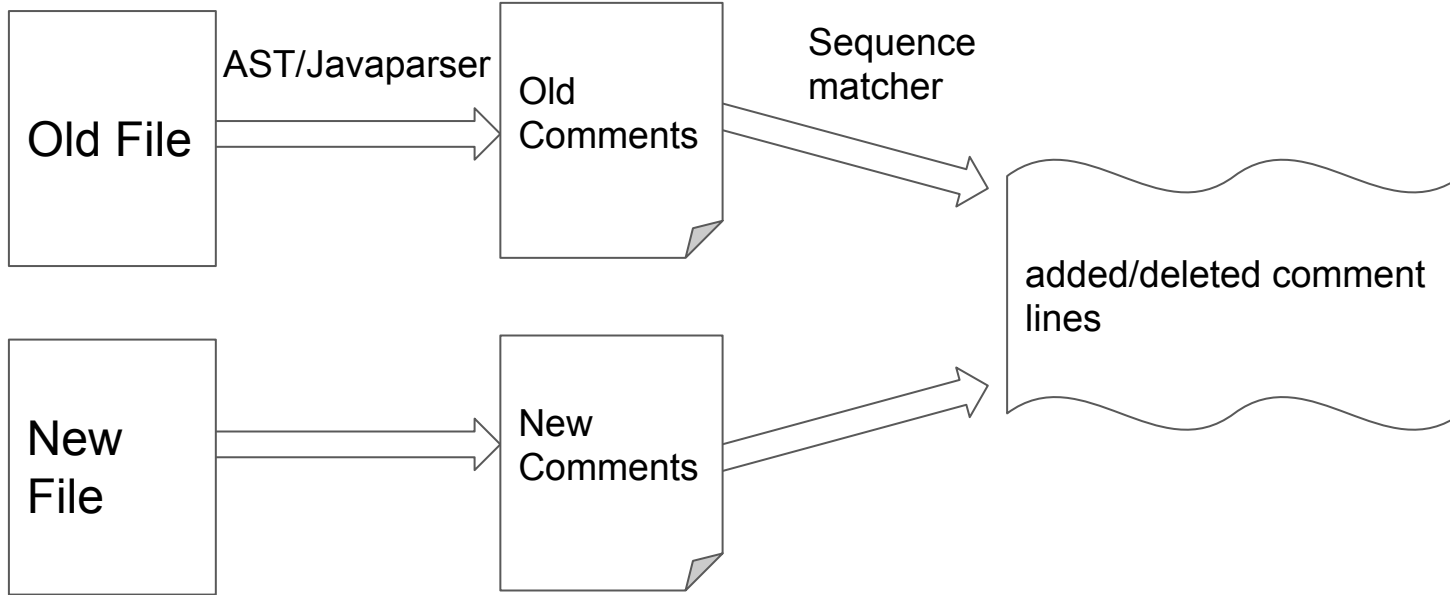 Old File
AST/Javaparser
Old
Comments
Sequence
matcher
added/deleted comment
lines
New
File
New
Comments